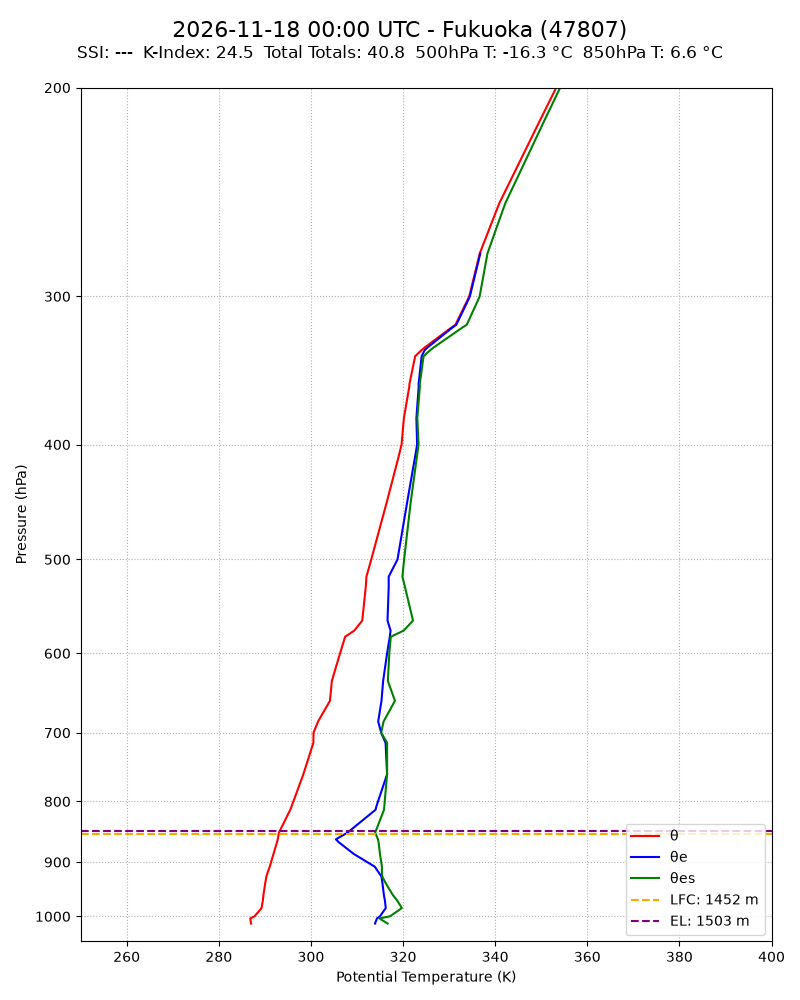 2026-11-18 00:00 UTC - Fukuoka (47807)
SSI: ---  K-Index: 24.5  Total Totals: 40.8  500hPa T: -16.3 °C  850hPa T: 6.6 °C
200
300
400
500
600
700
800
900
1000
Pressure (hPa)
260 280 300 320 340 360 380 400
Potential Temperature (K)
θ
θe
θes
LFC: 1452 m
EL: 1503 m